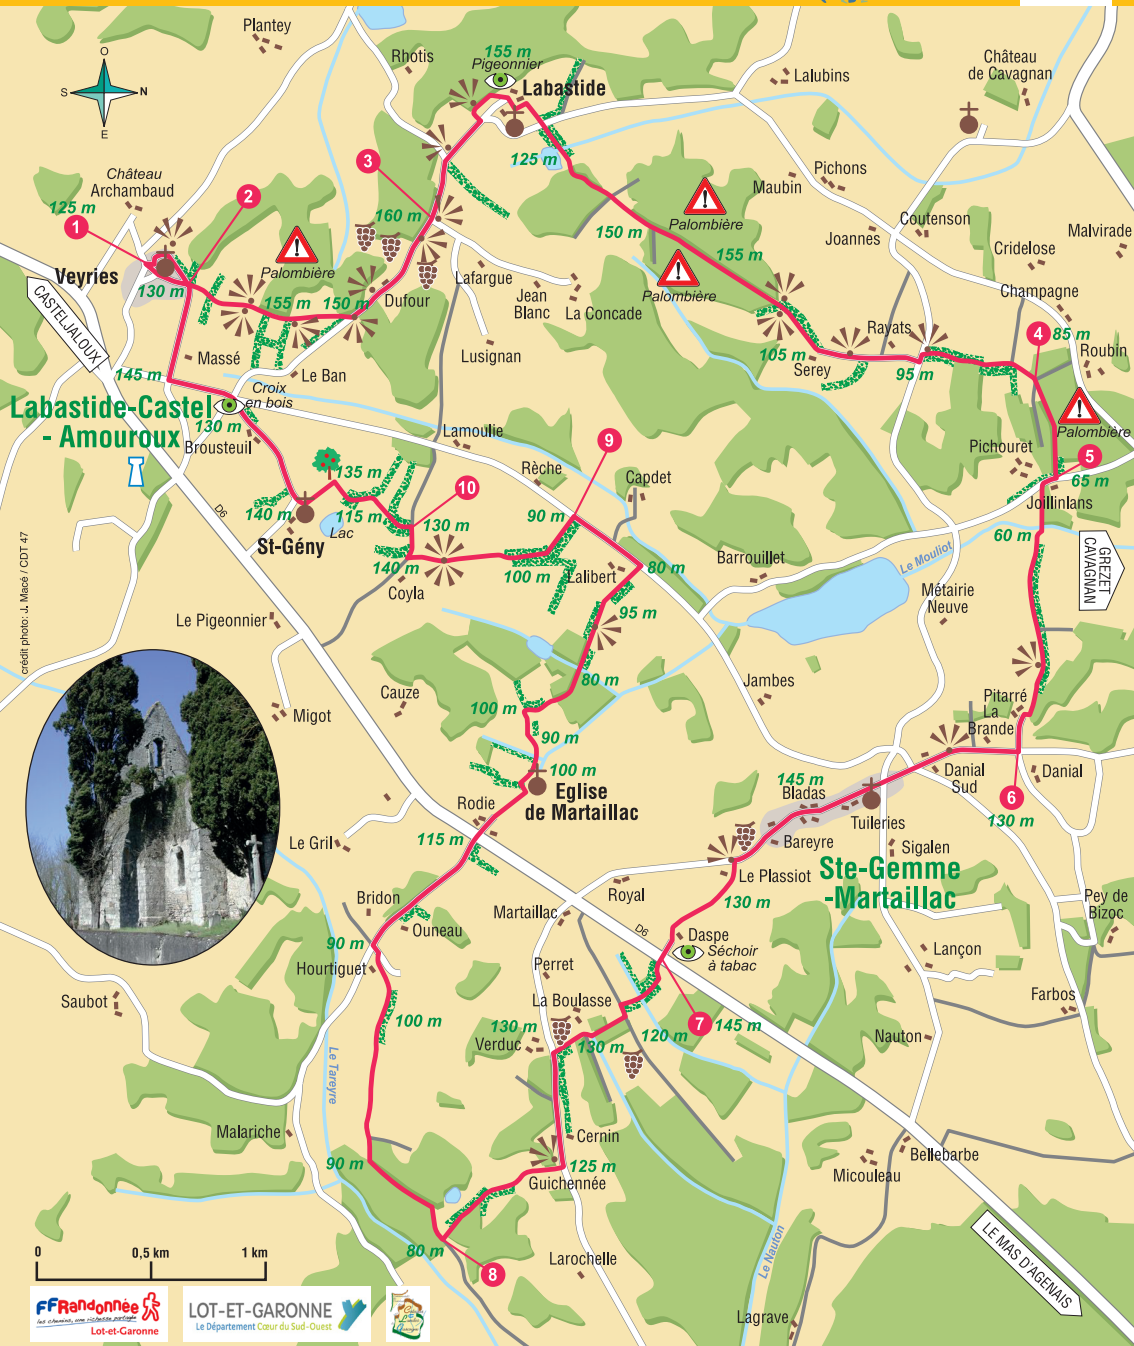 Plantey
O
S
N
E
Rhotis
155 m
Pigeonnier
Labastide
Lalubins
Château
de Cavagnan
Château
Archambaud
125 m
1
2
3
Veyries
130 m
160 m
125 m
Palombière
155 m
150 m
Dufour
Lafargue
Jean
Blanc
La Concade
Lusignan
150 m
Palombière
155 m
Palombière
Maubin
Pichons
Joannes
Coutenson
Cridelose
Malvirade
Champagne
CASTELJALOUX
Massé
145 m
Le Ban
Croix
en bois
Labastide-Castel
- Amouroux
130 m
Brousteuil
105 m
Serey
Rayats
95 m
4
85 m
Roubin
Palombière
Pichouret
5
65 m
Joillinlans
60 m
Lamoulie
Rèche
9
Capdet
135 m
10
140 m
115 m
130 m
90 m
St-Gény
Lac
D6
140 m
Coyla
100 m
Lalibert
80 m
Barrouillet
Le Mouliot
GREZET
CAVAGNAN
Métairie
Neuve
crédit photo: J. Macé / CDT 47
Le Pigeonnier
95 m
80 m
Cauze
100 m
Migot
90 m
Jambes
Pitarré
La
Brande
100 m
Eglise
de Martaillac
Rodie
145 m
Bladas
Danial
Sud
Danial
6
130 m
Tuileries
Le Gril
115 m
Bareyre
Sigalen
Ste-Gemme
-Martaillac
Le Plassiot
Royal
130 m
Bridon
Martaillac
Ouneau
D6
Pey de
Bizoc
90 m
Hourtiguet
Daspe
Séchoir
à tabac
Lançon
Perret
Saubot
La Boulasse
Farbos
100 m
130 m
Verduc
130 m
120 m
7
145 m
Nauton
Le Tareyre
Malariche
Cernin
90 m
125 m
Guichennée
Bellebarbe
Micouleau
80 m
8
Larochelle
Le Nauton
LE MAS D'AGENAIS
Lagrave
0
0,5 km
1 km
FFRandonnée
les chemins, une richesse partagée
Lot-et-Garonne
LOT-ET-GARONNE
Le Département Cœur du Sud-Ouest